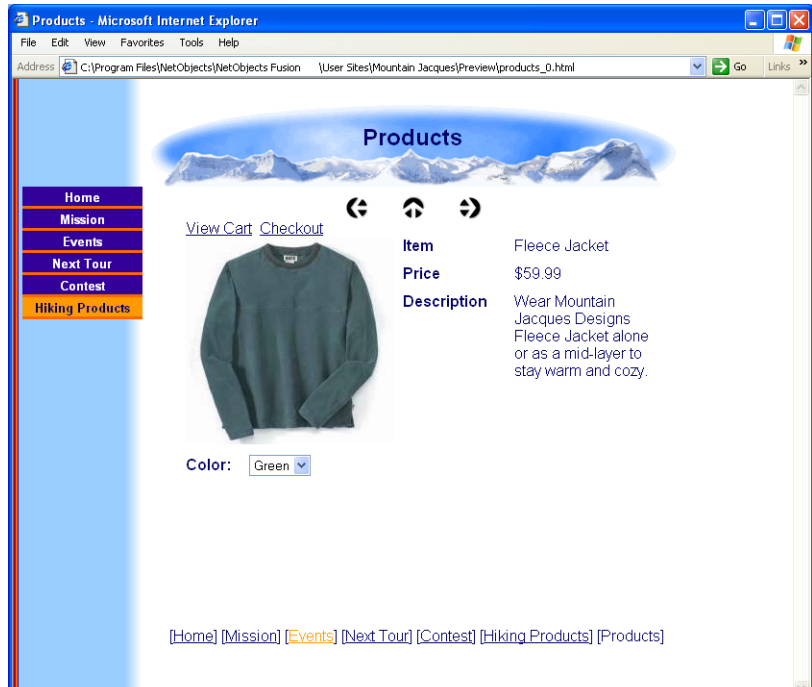 Products - Microsoft Internet Explorer
File Edit View Favorites Tools Help
Address C:\Program Files\NetObjects\NetObjects Fusion \User Sites\Mountain Jacques\Preview\products_0.html Go Links »
Products
Home
Mission
Events
Next Tour
Contest
Hiking Products
View Cart Checkout
Item Fleece Jacket
Price $59.99
Description Wear Mountain
Jacques Designs
Fleece Jacket alone
or as a mid-layer to
stay warm and cozy.
Color: Green
[Home] [Mission] [Events] [Next Tour] [Contest] [Hiking Products] [Products]